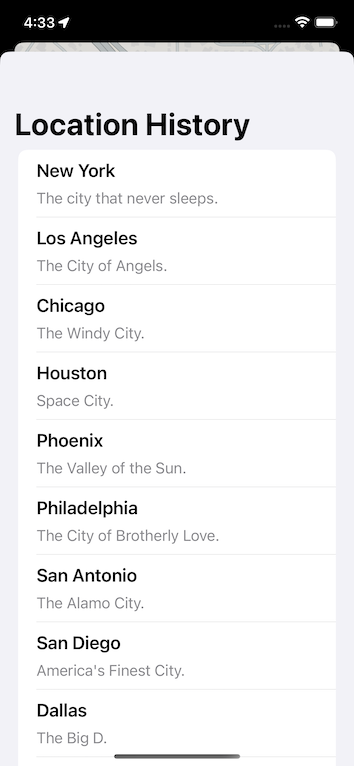 4:33
Location History
New York
The city that never sleeps.
Los Angeles
The City of Angels.
Chicago
The Windy City.
Houston
Space City.
Phoenix
The Valley of the Sun.
Philadelphia
The City of Brotherly Love.
San Antonio
The Alamo City.
San Diego
America's Finest City.
Dallas
The Big D.